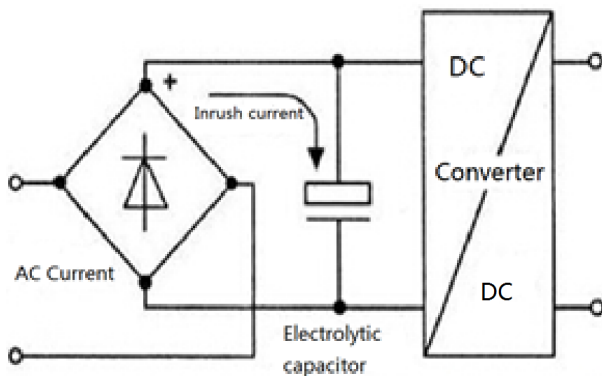 DC
+
Inrush current
Converter
AC Current
DC
Electrolytic
capacitor